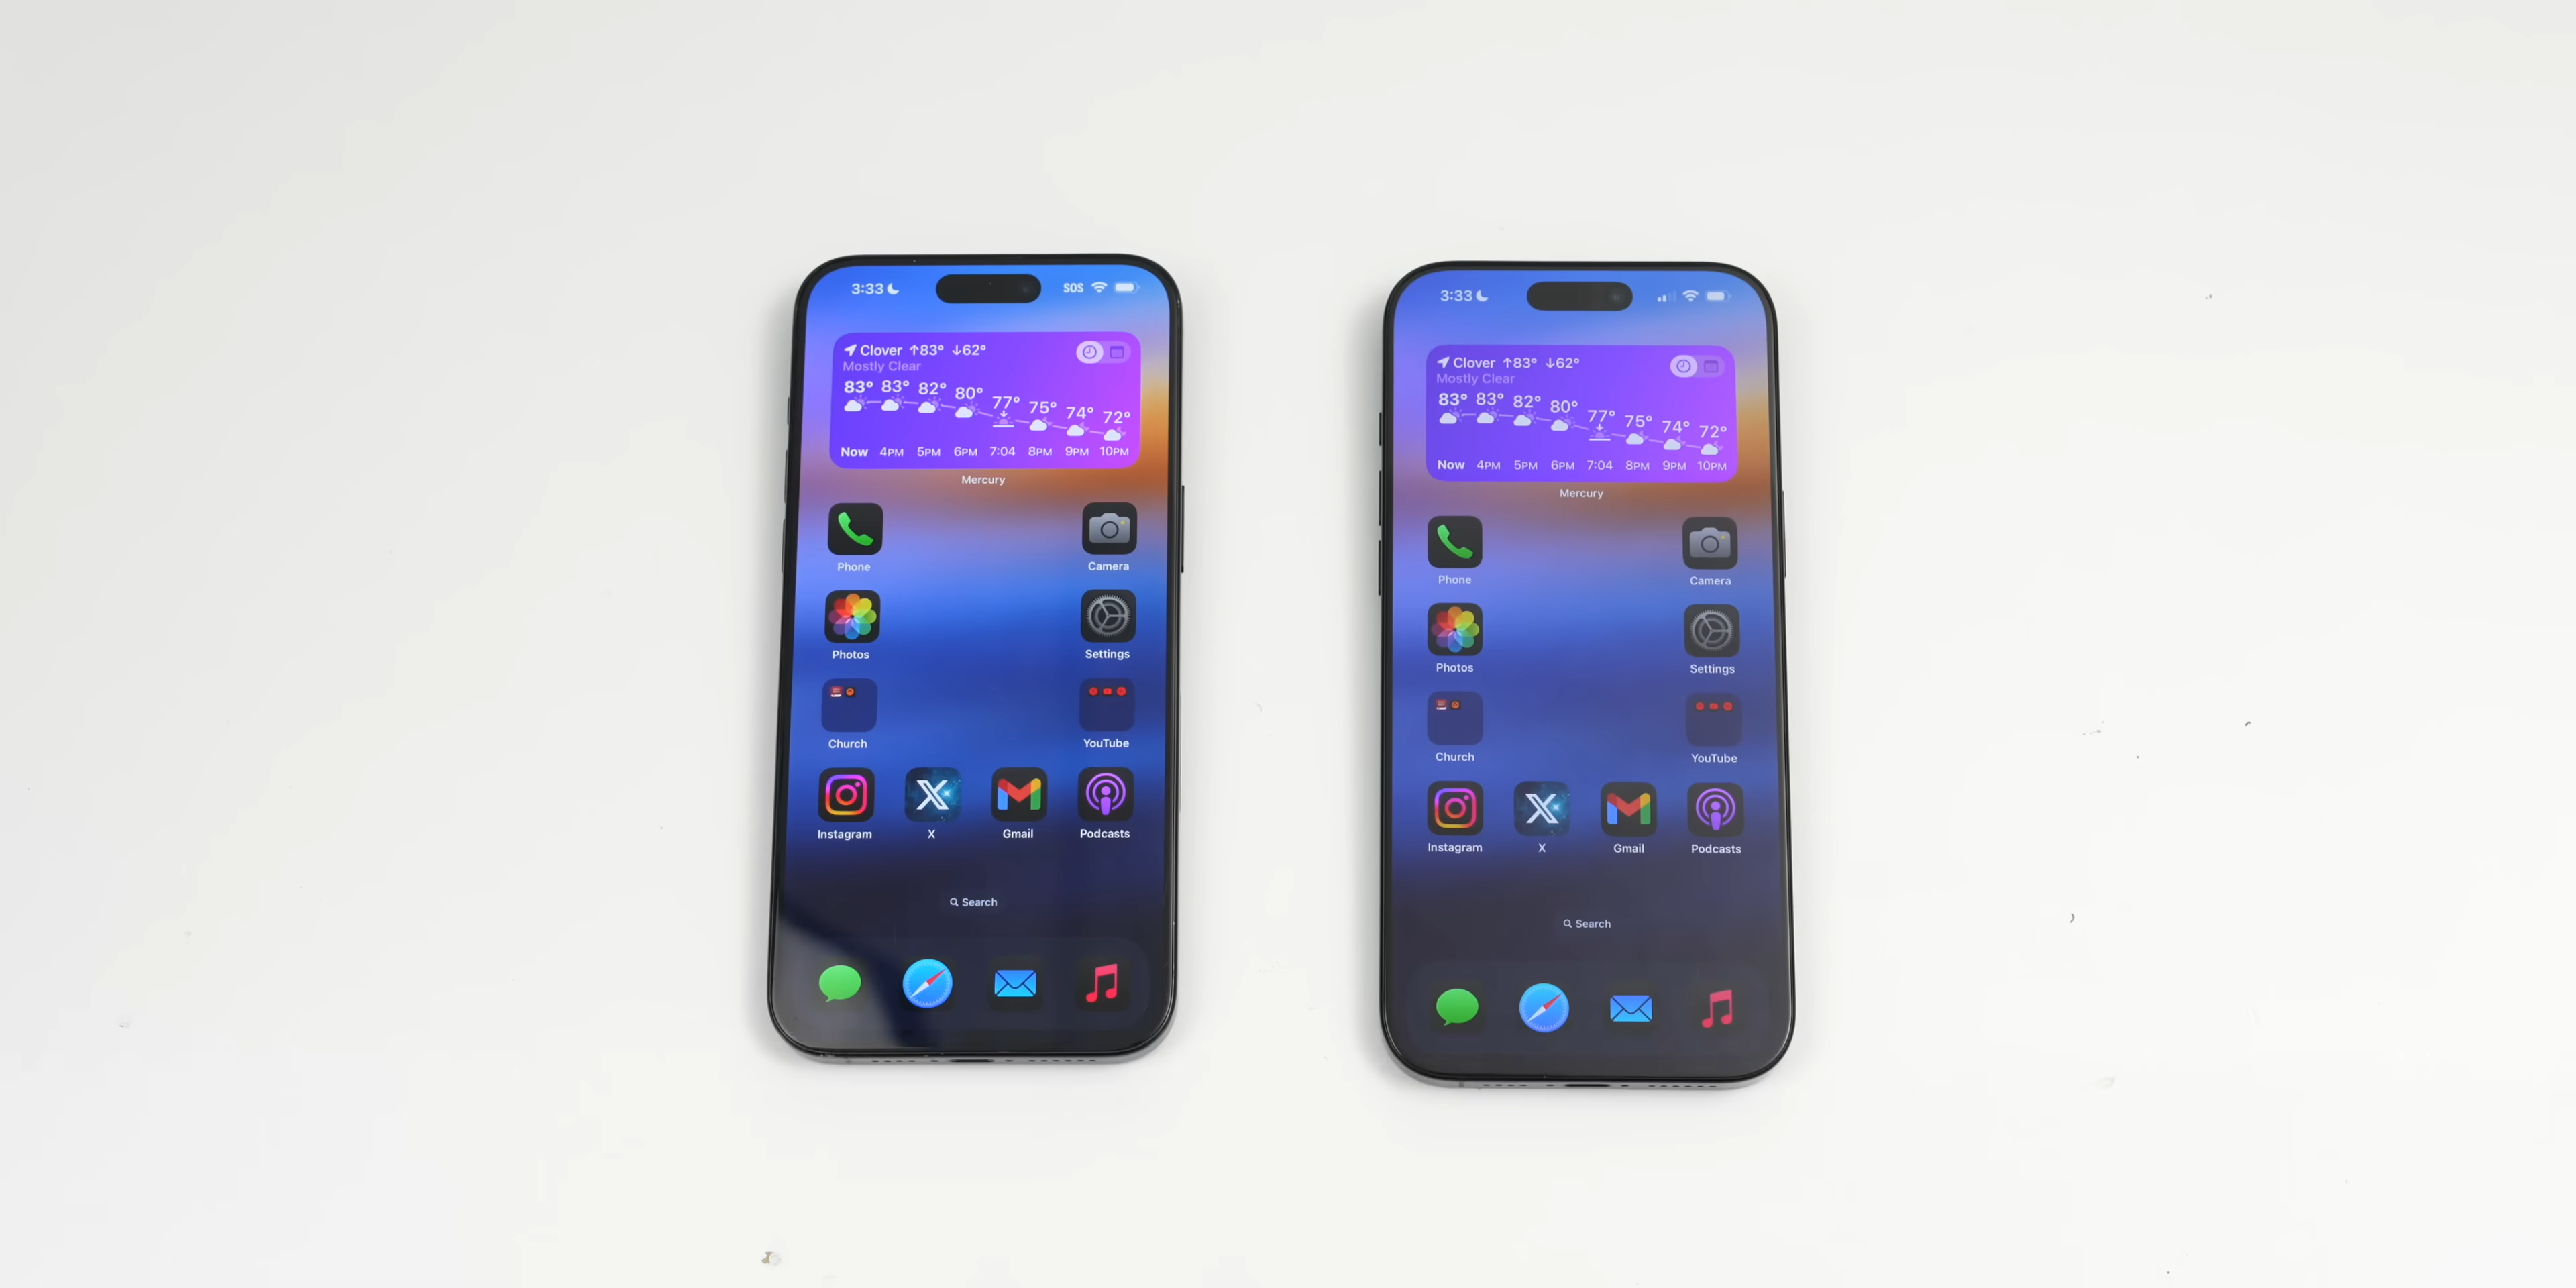 3:33
SOS
Clover ↑83° ↓62°
Mostly Clear
83° 83° 82° 80° 77° 75° 74° 72°
Now 4PM 5PM 6PM 7:04 8PM 9PM 10PM
Mercury
Phone
Camera
Photos
Settings
Church
YouTube
Instagram
X
Gmail
Podcasts
Search
3:33
Clover ↑83° ↓62°
Mostly Clear
83° 83° 82° 80° 77° 75° 74° 72°
Now 4PM 5PM 6PM 7:04 8PM 9PM 10PM
Mercury
Phone
Camera
Photos
Settings
Church
YouTube
Instagram
X
Gmail
Podcasts
Search